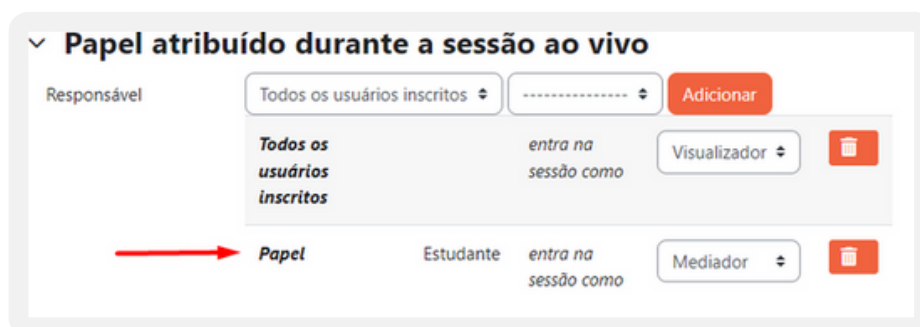 Papel atribuído durante a sessão ao vivo
Responsável Todos os usuários inscritos --------------- Adicionar
Todos os usuários inscritos entra na sessão como Visualizador
Papel Estudante entra na sessão como Mediador